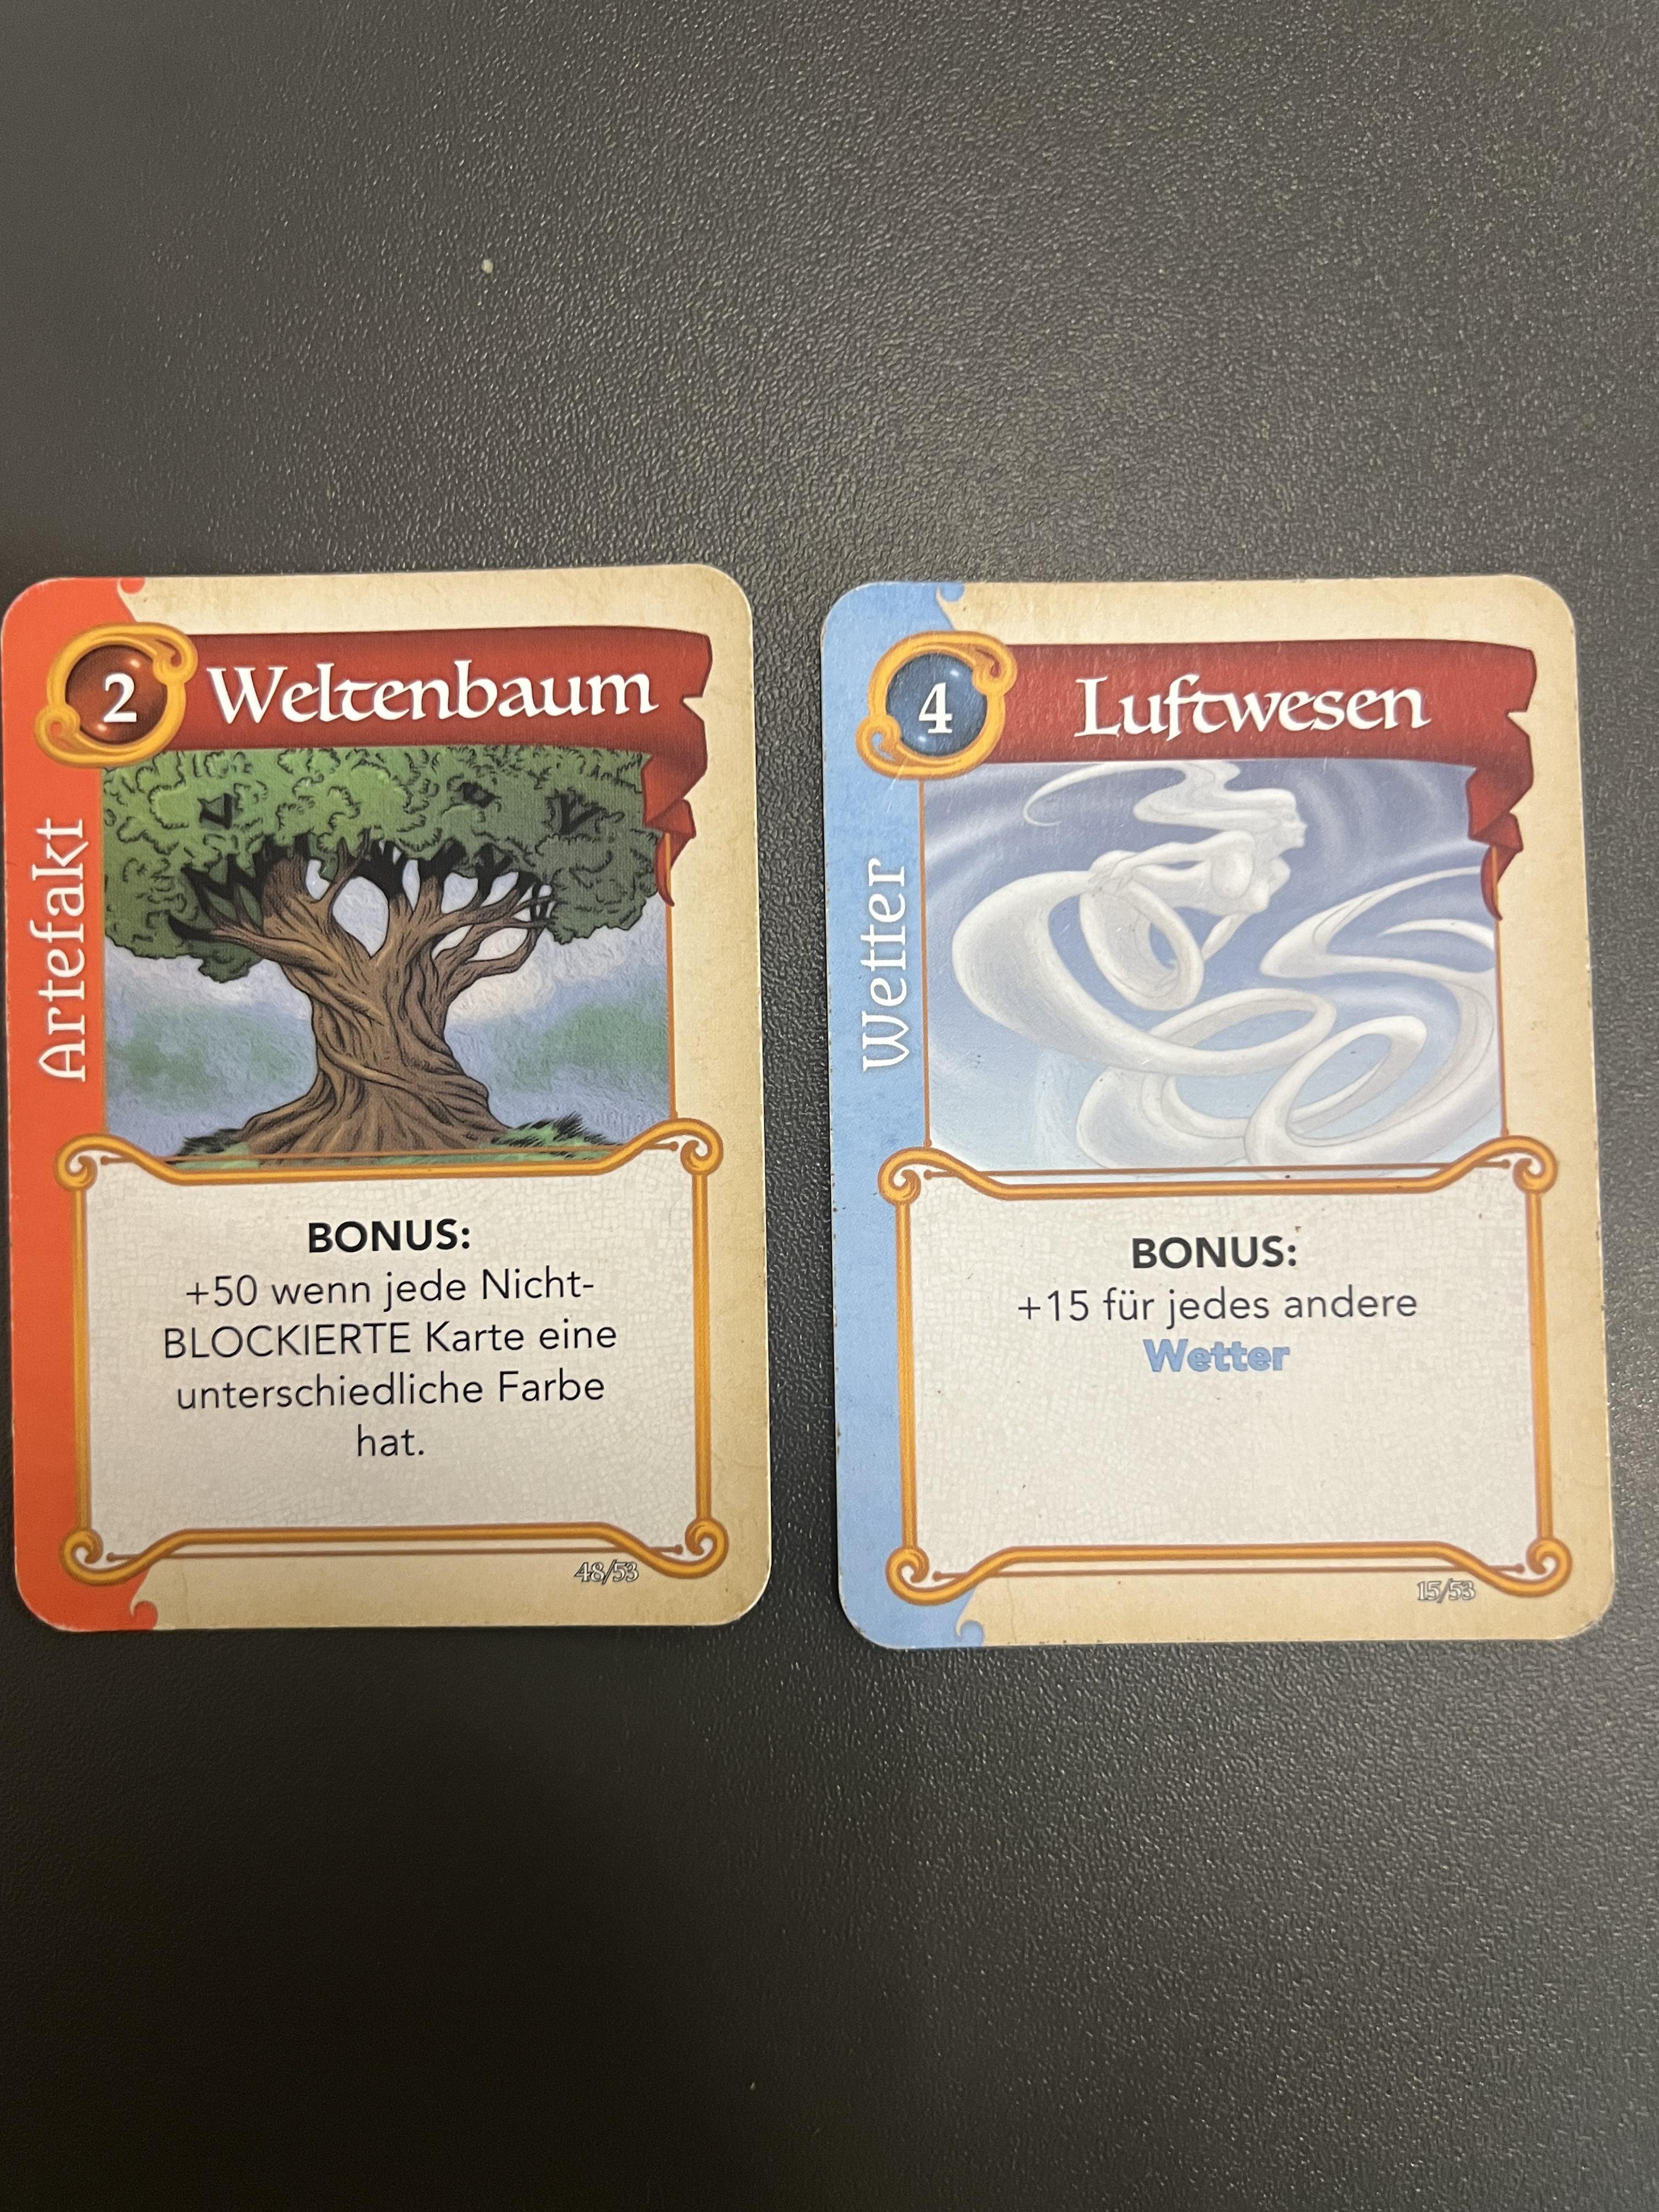 2
Weltenbaum
Artefakt
BONUS:
+50 wenn jede Nicht-
BLOCKIERTE Karte eine
unterschiedliche Farbe
hat.
48/53
4
Luftwesen
Wetter
BONUS:
+15 für jedes andere
Wetter
15/53